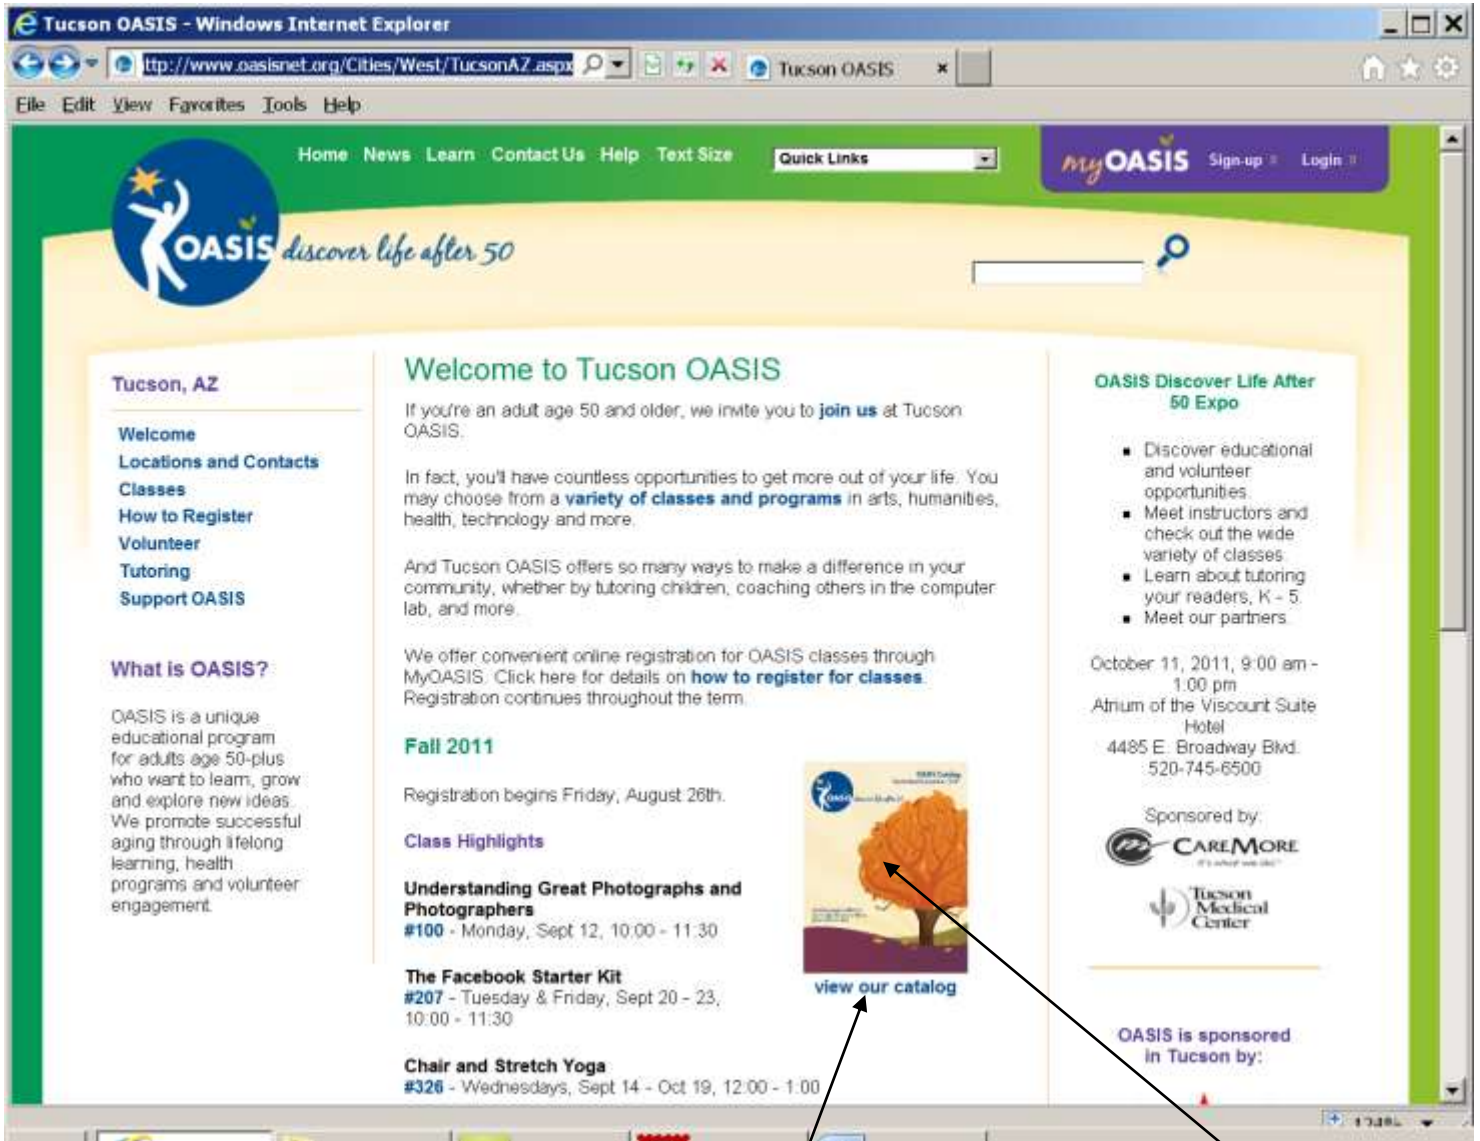 Tucson OASIS - Windows Internet Explorer
ttp://www.oasisnet.org/Cities/West/TucsonAZ.aspx
Tucson OASIS
File Edit View Favorites Tools Help
Home News Learn Contact Us Help Text Size
Quick Links
myOASIS Sign-up Login
OASIS discover life after 50
Tucson, AZ
Welcome
Locations and Contacts
Classes
How to Register
Volunteer
Tutoring
Support OASIS
What is OASIS?
OASIS is a unique
educational program
for adults age 50-plus
who want to learn, grow
and explore new ideas.
We promote successful
aging through lifelong
learning, health
programs and volunteer
engagement.
Welcome to Tucson OASIS
If you're an adult age 50 and older, we invite you to join us at Tucson
OASIS.
In fact, you'll have countless opportunities to get more out of your life. You
may choose from a variety of classes and programs in arts, humanities,
health, technology and more.
And Tucson OASIS offers so many ways to make a difference in your
community, whether by tutoring children, coaching others in the computer
lab, and more.
We offer convenient online registration for OASIS classes through
MyOASIS. Click here for details on how to register for classes.
Registration continues throughout the term.
Fall 2011
Registration begins Friday, August 26th.
Class Highlights
Understanding Great Photographs and
Photographers
#100 - Monday, Sept 12, 10:00 - 11:30
The Facebook Starter Kit
#207 - Tuesday & Friday, Sept 20 - 23,
10:00 - 11:30
Chair and Stretch Yoga
#326 - Wednesdays, Sept 14 - Oct 19, 12:00 - 1:00
OASIS Catalog
OASIS
view our catalog
OASIS Discover Life After
50 Expo
Discover educational
and volunteer
opportunities.
Meet instructors and
check out the wide
variety of classes.
Learn about tutoring
your readers, K - 5.
Meet our partners.
October 11, 2011, 9:00 am -
1:00 pm
Atrium of the Viscount Suite
Hotel
4485 E. Broadway Blvd.
520-745-6500
Sponsored by:
CAREMORE
Tucson
Medical
Center
OASIS is sponsored
in Tucson by: